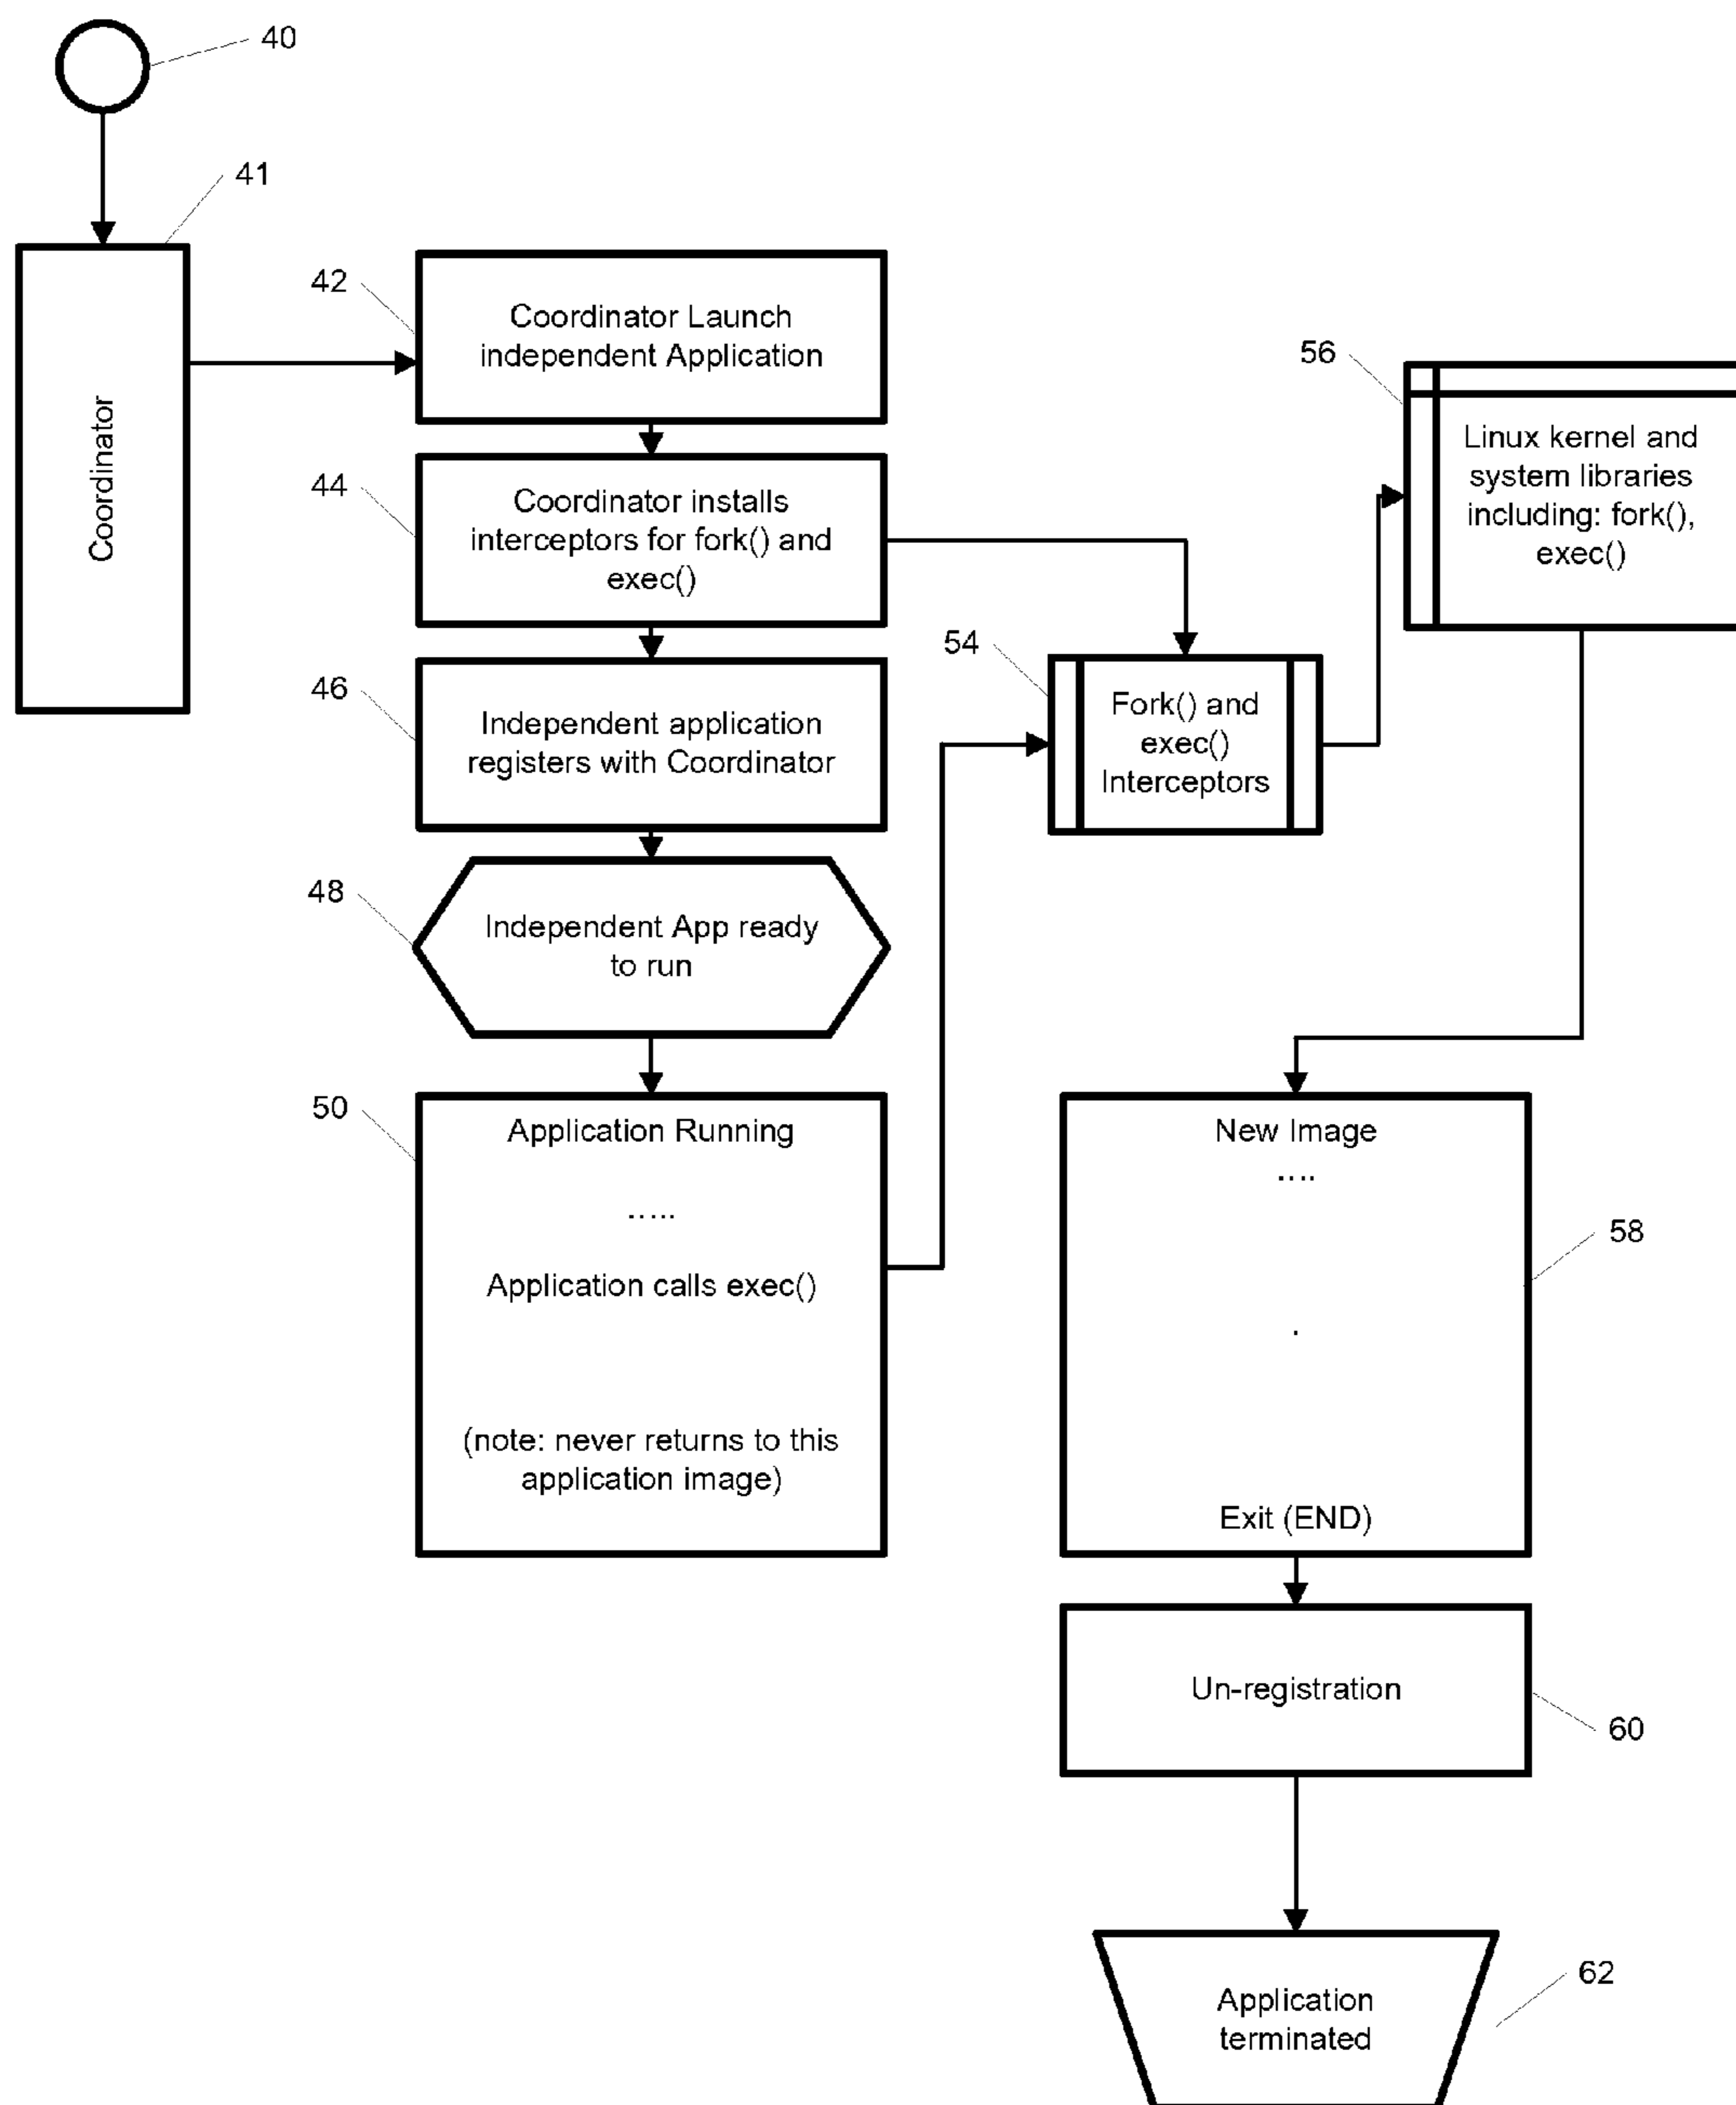 40
41
Coordinator
42
Coordinator Launch
independent Application
44
Coordinator installs
interceptors for fork() and
exec()
46
Independent application
registers with Coordinator
48
Independent App ready
to run
50
Application Running
.....
Application calls exec()
(note: never returns to this
application image)
54
Fork() and
exec()
Interceptors
56
Linux kernel and
system libraries
including: fork(),
exec()
58
New Image
....
.
Exit (END)
60
Un-registration
62
Application
terminated